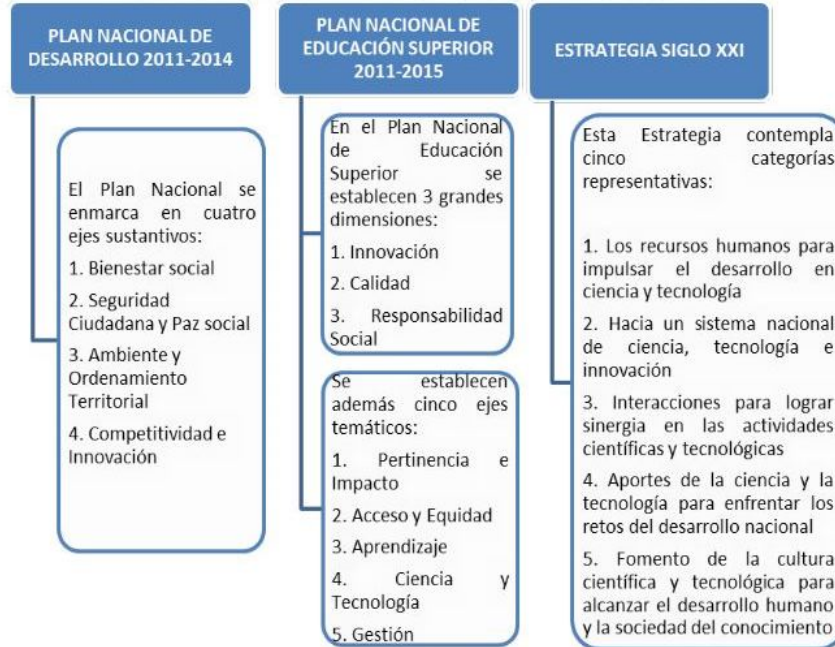 PLAN NACIONAL DE
DESARROLLO 2011-2014
El Plan Nacional se
enmarca en cuatro
ejes sustantivos:
1. Bienestar social
2. Seguridad
Ciudadana y Paz social
3. Ambiente y
Ordenamiento
Territorial
4. Competitividad e
Innovación
PLAN NACIONAL DE
EDUCACIÓN SUPERIOR
2011-2015
En el Plan Nacional
de Educación
Superior se
establecen 3 grandes
dimensiones:
1. Innovación
2. Calidad
3. Responsabilidad
Social
Se establecen
además cinco ejes
temáticos:
1. Pertinencia e
Impacto
2. Acceso y Equidad
3. Aprendizaje
4. Ciencia y
Tecnología
5. Gestión
ESTRATEGIA SIGLO XXI
Esta Estrategia contempla
cinco categorías
representativas:
1. Los recursos humanos para
impulsar el desarrollo en
ciencia y tecnología
2. Hacia un sistema nacional
de ciencia, tecnología e
innovación
3. Interacciones para lograr
sinergia en las actividades
científicas y tecnológicas
4. Aportes de la ciencia y la
tecnología para enfrentar los
retos del desarrollo nacional
5. Fomento de la cultura
científica y tecnológica para
alcanzar el desarrollo humano
y la sociedad del conocimiento